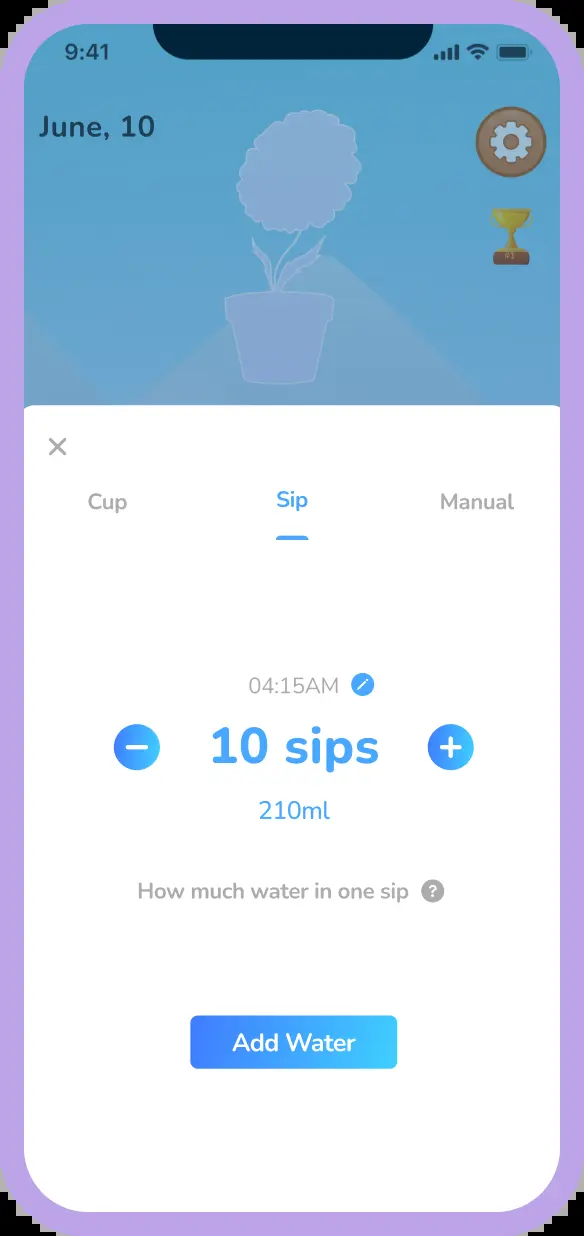 9:41
June, 10
#1
Cup
Sip
Manual
04:15AM
10 sips
210ml
How much water in one sip ?
Add Water